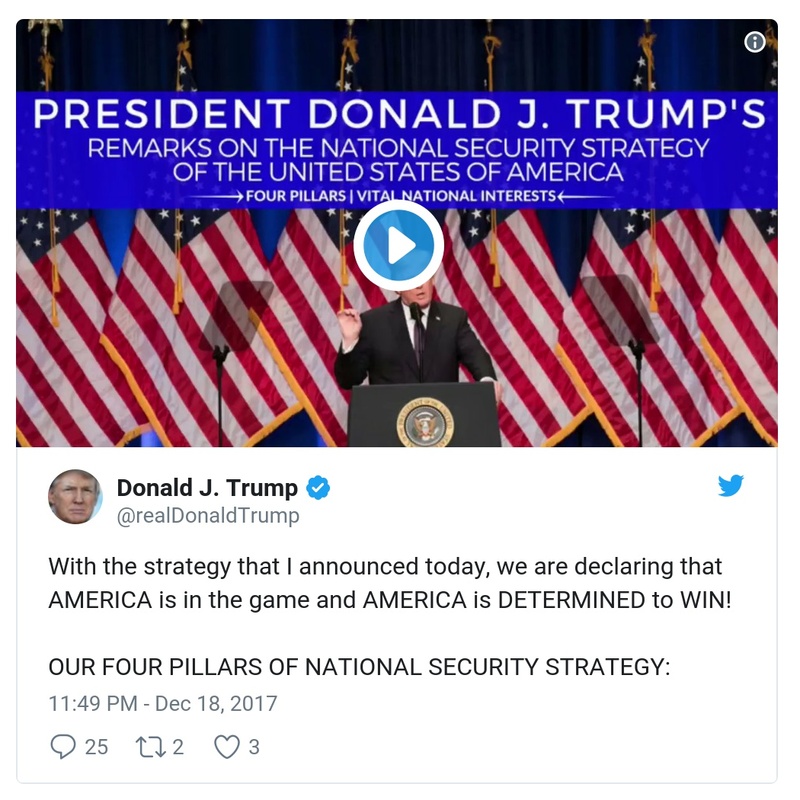 PRESIDENT DONALD J. TRUMP'S
REMARKS ON THE NATIONAL SECURITY STRATEGY
OF THE UNITED STATES OF AMERICA
FOUR PILLARS | VITAL NATIONAL INTERESTS
Donald J. Trump
@realDonaldTrump
With the strategy that I announced today, we are declaring that
AMERICA is in the game and AMERICA is DETERMINED to WIN!
OUR FOUR PILLARS OF NATIONAL SECURITY STRATEGY:
11:49 PM - Dec 18, 2017
25 2 3